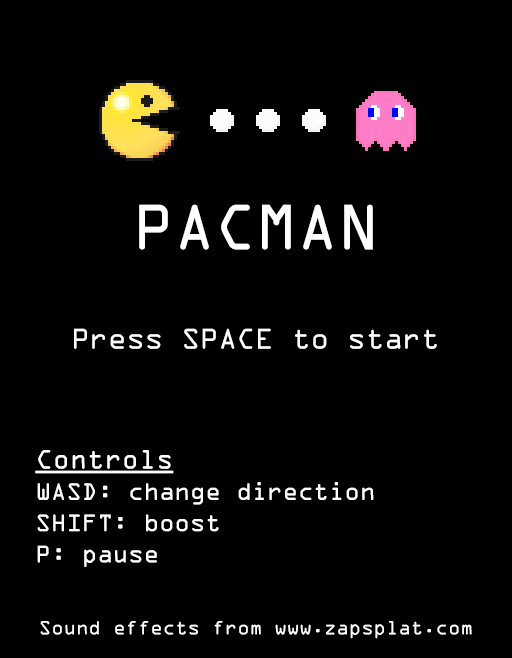 PACMAN
Press SPACE to start
Controls
WASD: change direction
SHIFT: boost
P: pause
Sound effects from www.zapsplat.com